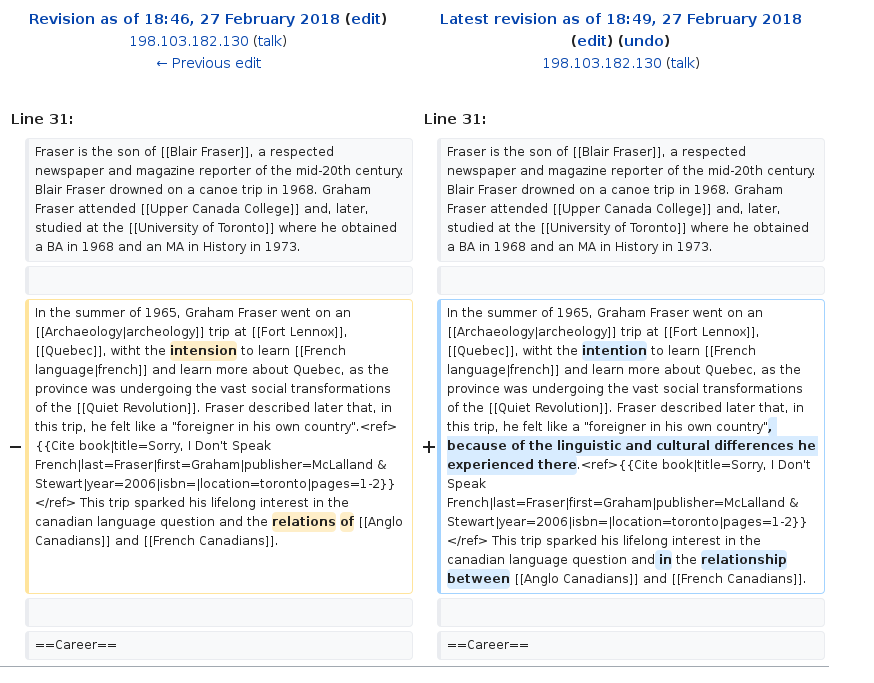 Revision as of 18:46, 27 February 2018 (edit)
198.103.182.130 (talk)
← Previous edit
Latest revision as of 18:49, 27 February 2018
(edit) (undo)
198.103.182.130 (talk)
Line 31:
Fraser is the son of [[Blair Fraser]], a respected
newspaper and magazine reporter of the mid-20th century.
Blair Fraser drowned on a canoe trip in 1968. Graham
Fraser attended [[Upper Canada College]] and, later,
studied at the [[University of Toronto]] where he obtained
a BA in 1968 and an MA in History in 1973.
In the summer of 1965, Graham Fraser went on an
[[Archaeology|archeology]] trip at [[Fort Lennox]],
[[Quebec]], witht the intension to learn [[French
language|french]] and learn more about Quebec, as the
province was undergoing the vast social transformations
of the [[Quiet Revolution]]. Fraser described later that, in
this trip, he felt like a "foreigner in his own country".<ref>
− {{Cite book|title=Sorry, I Don't Speak
French|last=Fraser|first=Graham|publisher=McLalland &
Stewart|year=2006|isbn=|location=toronto|pages=1-2}}
</ref> This trip sparked his lifelong interest in the
canadian language question and the relations of [[Anglo
Canadians]] and [[French Canadians]].
==Career==
Line 31:
Fraser is the son of [[Blair Fraser]], a respected
newspaper and magazine reporter of the mid-20th century.
Blair Fraser drowned on a canoe trip in 1968. Graham
Fraser attended [[Upper Canada College]] and, later,
studied at the [[University of Toronto]] where he obtained
a BA in 1968 and an MA in History in 1973.
In the summer of 1965, Graham Fraser went on an
[[Archaeology|archeology]] trip at [[Fort Lennox]],
[[Quebec]], witht the intention to learn [[French
language|french]] and learn more about Quebec, as the
province was undergoing the vast social transformations
of the [[Quiet Revolution]]. Fraser described later that, in
this trip, he felt like a "foreigner in his own country",
+ because of the linguistic and cultural differences he
experienced there.<ref>{{Cite book|title=Sorry, I Don't
Speak
French|last=Fraser|first=Graham|publisher=McLalland &
Stewart|year=2006|isbn=|location=toronto|pages=1-2}}
</ref> This trip sparked his lifelong interest in the
canadian language question and in the relationship
between [[Anglo Canadians]] and [[French Canadians]].
==Career==